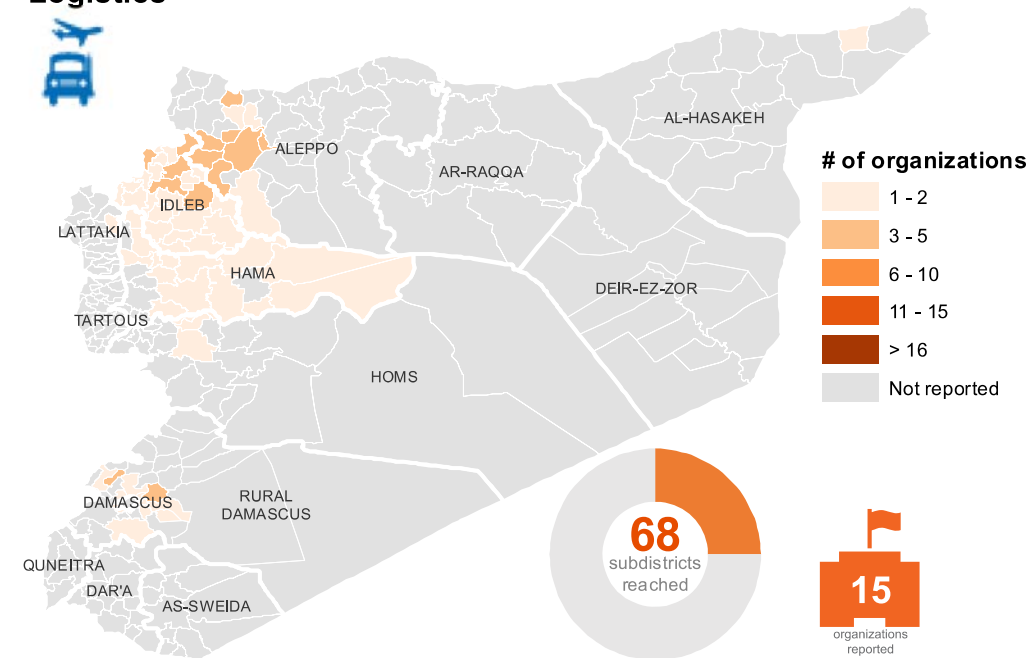 Logistics
ALEPPO
AL-HASAKEH
AR-RAQQA
IDLEB
LATTAKIA
HAMA
DEIR-EZ-ZOR
TARTOUS
HOMS
DAMASCUS
RURAL
DAMASCUS
QUNEITRA
DAR'A
AS-SWEIDA
# of organizations
1 - 2
3 - 5
6 - 10
11 - 15
> 16
Not reported
68
subdistricts
reached
15
organizations
reported